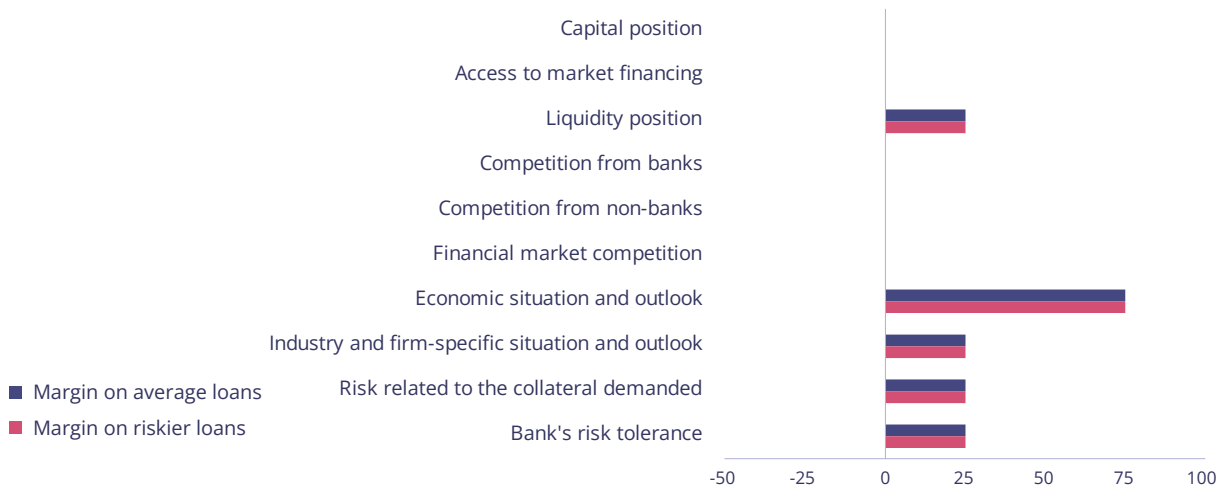 Capital position
Access to market financing
Liquidity position
Competition from banks
Competition from non-banks
Financial market competition
Economic situation and outlook
Industry and firm-specific situation and outlook
Risk related to the collateral demanded
Bank's risk tolerance
Margin on average loans
Margin on riskier loans
-50 -25 0 25 50 75 100